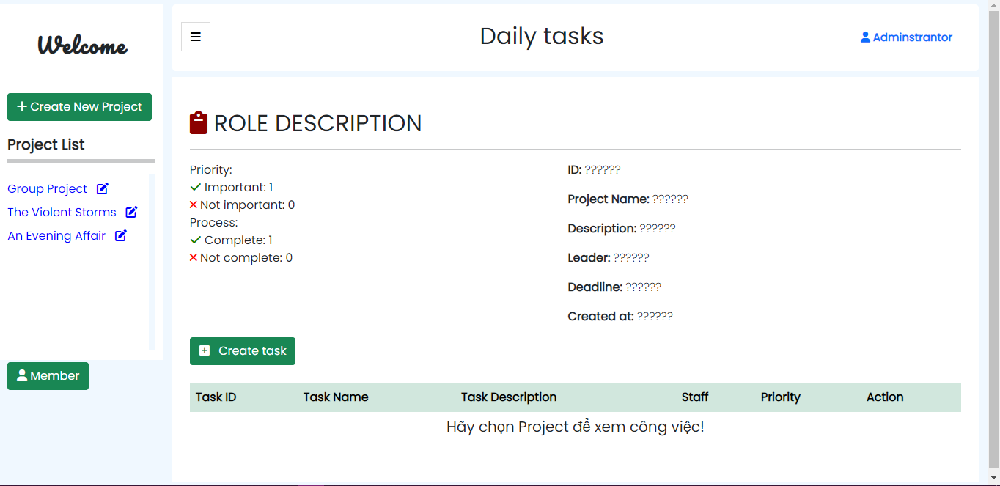 Welcome
Create New Project
Project List
Group Project
The Violent Storms
An Evening Affair
Member
Daily tasks
Adminstrantor
ROLE DESCRIPTION
Priority:
Important: 1
Not important: 0
Process:
Complete: 1
Not complete: 0
ID: ??????
Project Name: ??????
Description: ??????
Leader: ??????
Deadline: ??????
Created at: ??????
Create task
Task ID Task Name Task Description Staff Priority Action
Hãy chọn Project để xem công việc!